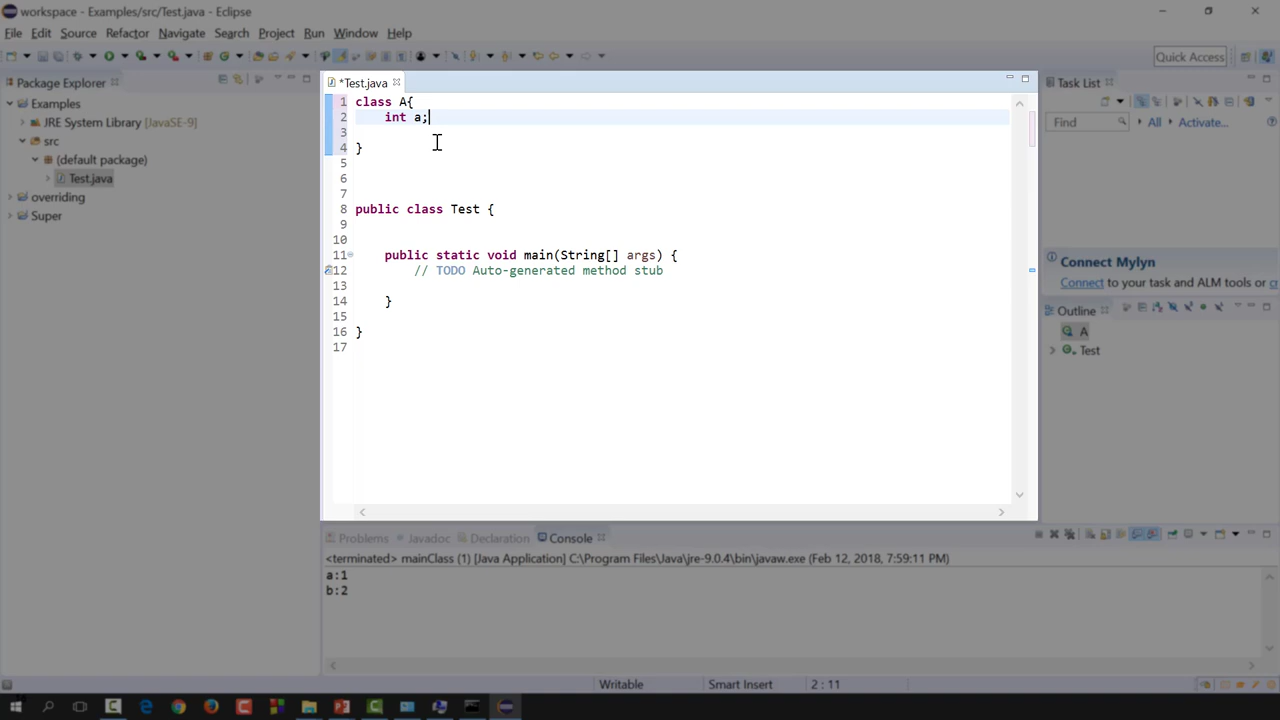 workspace - Examples/src/Test.java - Eclipse
File Edit Source Refactor Navigate Search Project Run Window Help
Quick Access
Package Explorer
Examples
JRE System Library [JavaSE-9]
src
(default package)
Test.java
overriding
Super
*Test.java
1 class A{
2 int a;
3
4 }
5
6
7
8 public class Test {
9
10
11 public static void main(String[] args) {
12 // TODO Auto-generated method stub
13
14 }
15
16 }
17
Task List
Find All Activate...
Connect Mylyn
Connect to your task and ALM tools or
Outline
A
Test
Problems Javadoc Declaration Console
<terminated> mainClass (1) [Java Application] C:\Program Files\Java\jre-9.0.4\bin\javaw.exe (Feb 12, 2018, 7:59:11 PM)
a:1
b:2
Writable Smart Insert 2 : 11